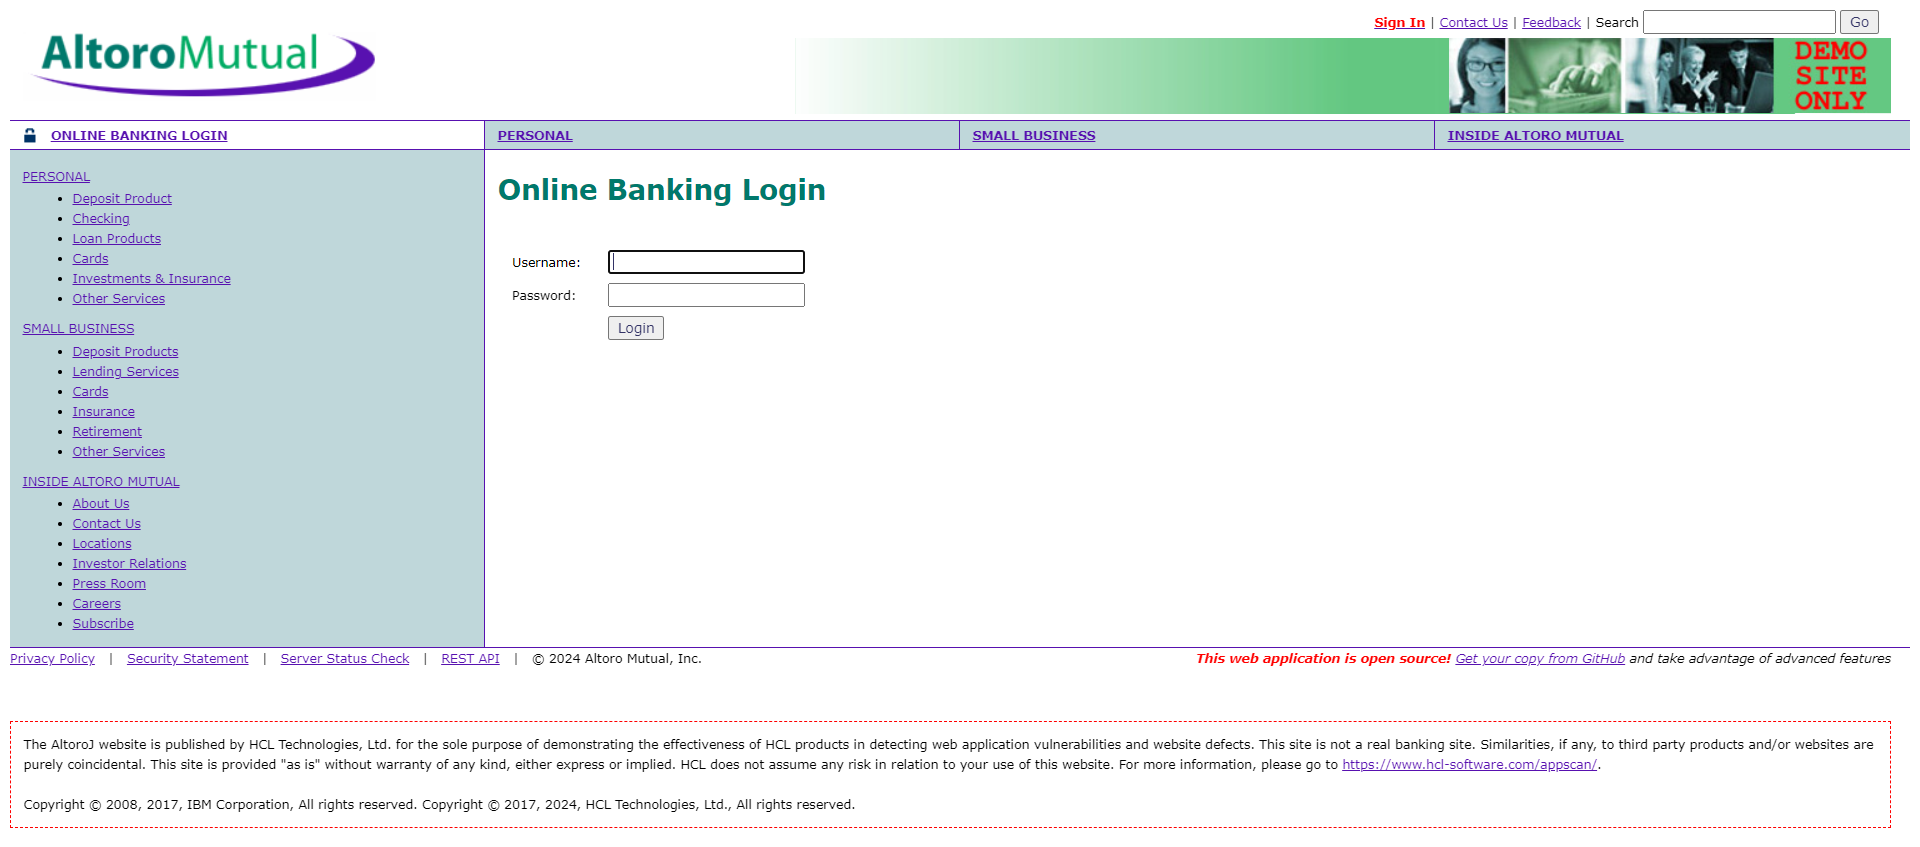 Sign In | Contact Us | Feedback | Search Go
AltoroMutual
DEMO
SITE
ONLY
ONLINE BANKING LOGIN
PERSONAL
SMALL BUSINESS
INSIDE ALTORO MUTUAL
PERSONAL
Deposit Product
Checking
Loan Products
Cards
Investments & Insurance
Other Services
SMALL BUSINESS
Deposit Products
Lending Services
Cards
Insurance
Retirement
Other Services
INSIDE ALTORO MUTUAL
About Us
Contact Us
Locations
Investor Relations
Press Room
Careers
Subscribe
Online Banking Login
Username:
Password:
Login
Privacy Policy | Security Statement | Server Status Check | REST API | © 2024 Altoro Mutual, Inc.
This web application is open source! Get your copy from GitHub and take advantage of advanced features
The AltoroJ website is published by HCL Technologies, Ltd. for the sole purpose of demonstrating the effectiveness of HCL products in detecting web application vulnerabilities and website defects. This site is not a real banking site. Similarities, if any, to third party products and/or websites are
purely coincidental. This site is provided "as is" without warranty of any kind, either express or implied. HCL does not assume any risk in relation to your use of this website. For more information, please go to https://www.hcl-software.com/appscan/.
Copyright © 2008, 2017, IBM Corporation, All rights reserved. Copyright © 2017, 2024, HCL Technologies, Ltd., All rights reserved.